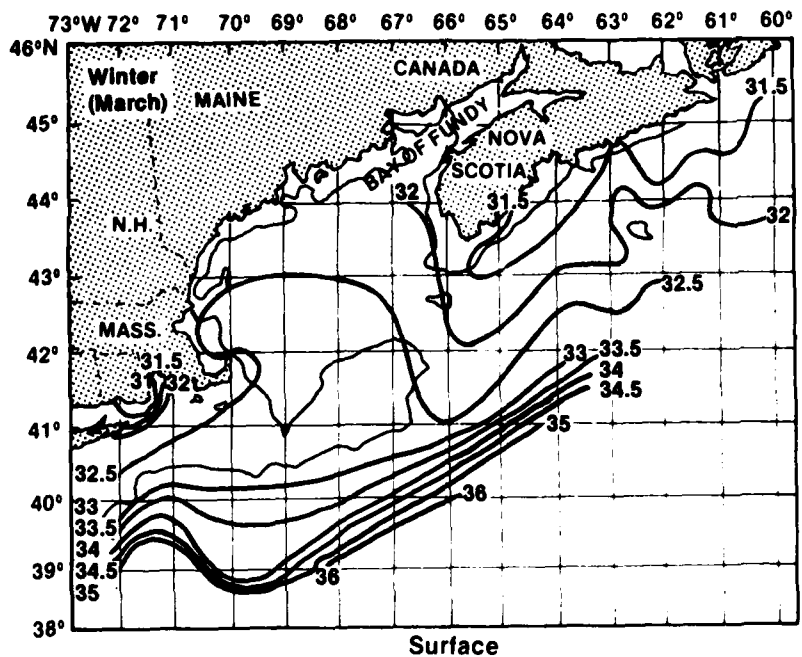 73°W 72° 71° 70° 69° 68° 67° 66° 65° 64° 63° 62° 61° 60°
46°N
Winter
(March)
CANADA
MAINE
31.5
45°
BAY OF FUNDY
NOVA
SCOTIA
32
31.5
44°
N.H.
32
43°
32.5
MASS.
42°
31.5
31
32
33
33.5
34
34.5
41°
35
32.5
40°
36
33
33.5
34
39°
34.5
36
35
38°
Surface